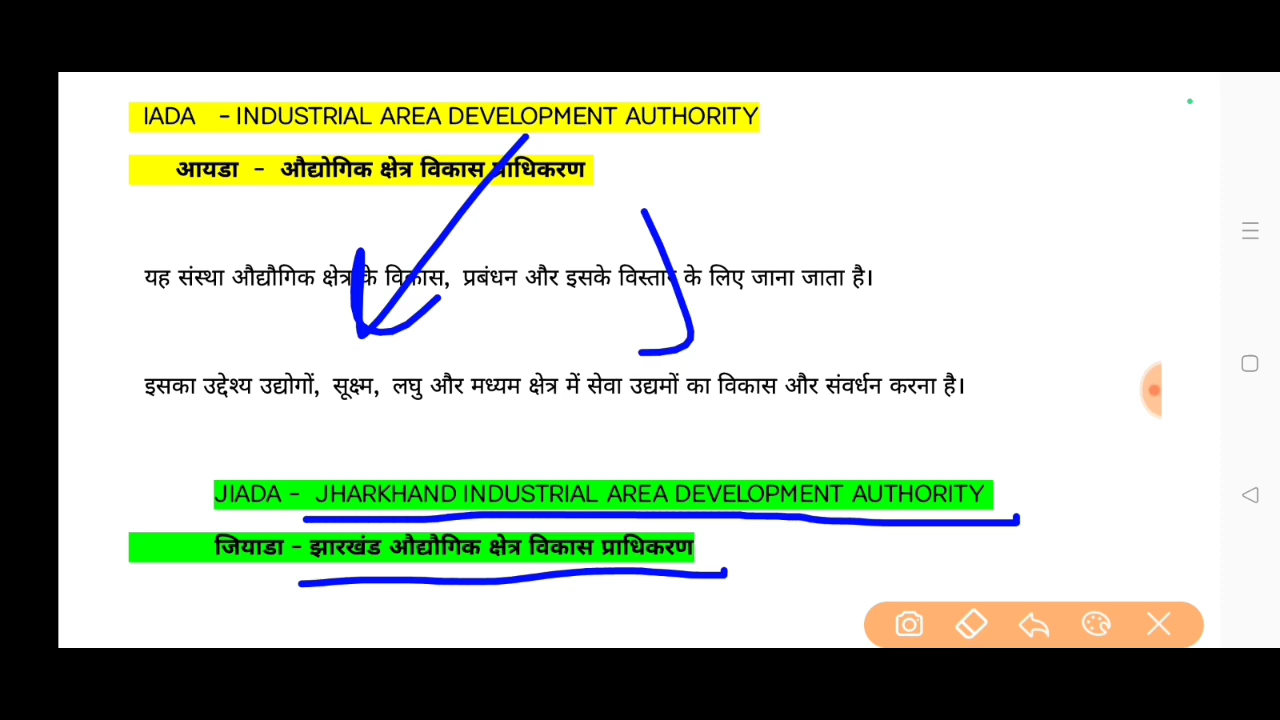 IADA - INDUSTRIAL AREA DEVELOPMENT AUTHORITY
आयडा - औद्योगिक क्षेत्र विकास प्राधिकरण
यह संस्था औद्यौगिक क्षेत्र के विकास, प्रबंधन और इसके विस्तार के लिए जाना जाता है।
इसका उद्देश्य उद्योगों, सूक्ष्म, लघु और मध्यम क्षेत्र में सेवा उद्यमों का विकास और संवर्धन करना है।
JIADA - JHARKHAND INDUSTRIAL AREA DEVELOPMENT AUTHORITY
जियाडा - झारखंड औद्यौगिक क्षेत्र विकास प्राधिकरण